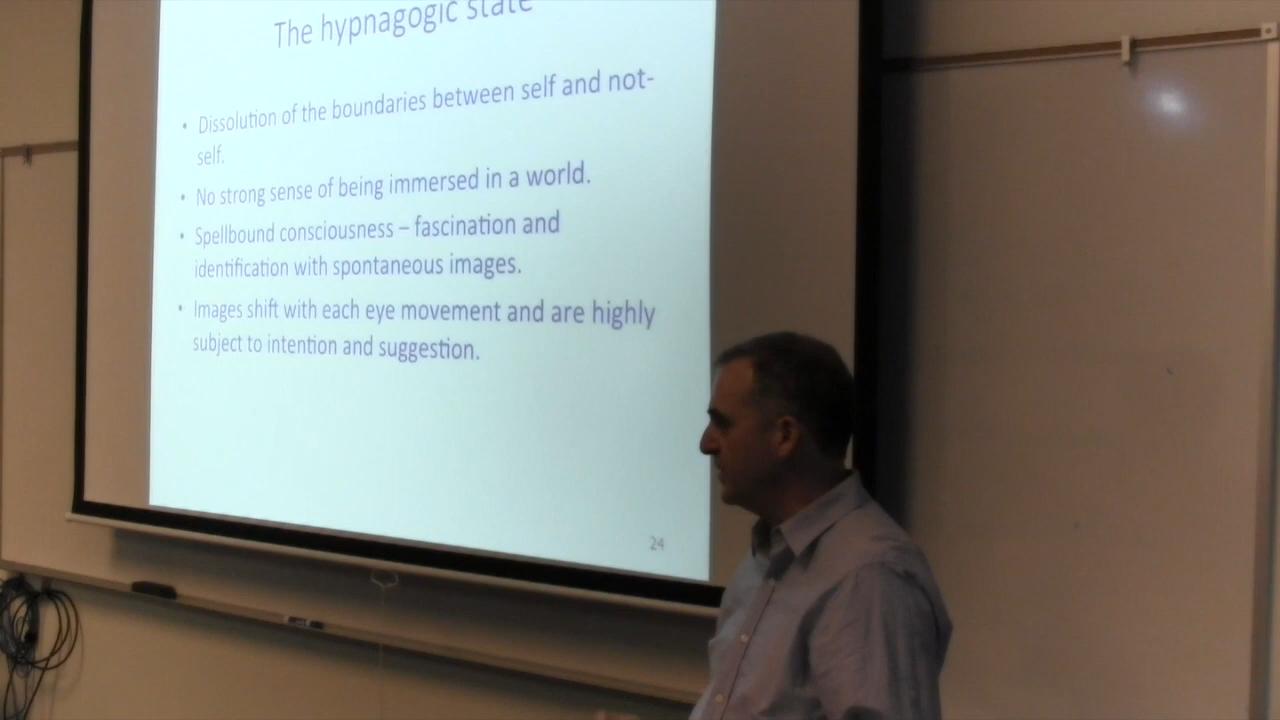 The hypnagogic state
• Dissolution of the boundaries between self and not-
self.
• No strong sense of being immersed in a world.
• Spellbound consciousness – fascination and
identification with spontaneous images.
• Images shift with each eye movement and are highly
subject to intention and suggestion.
24